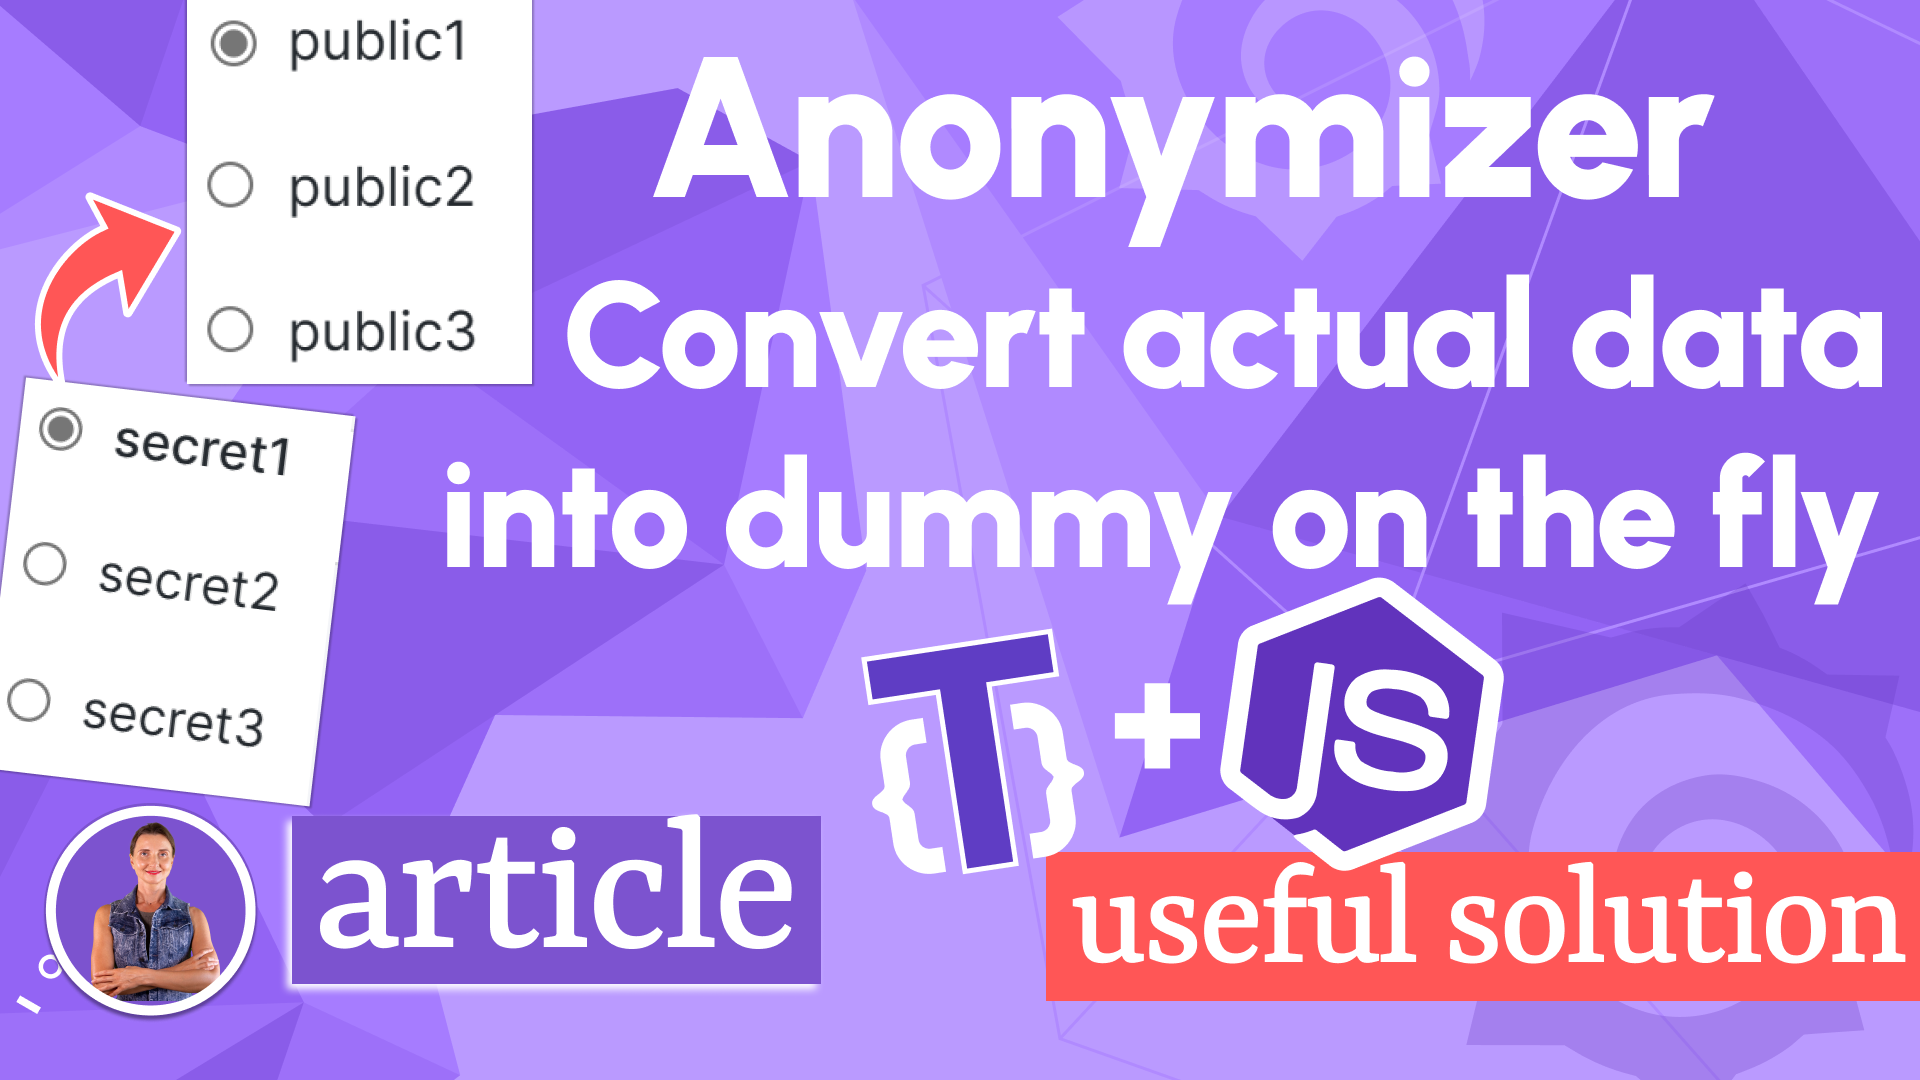 public1
public2
public3
secret1
secret2
secret3
Anonymizer
Convert actual data
into dummy on the fly
{T} + JS
article
useful solution